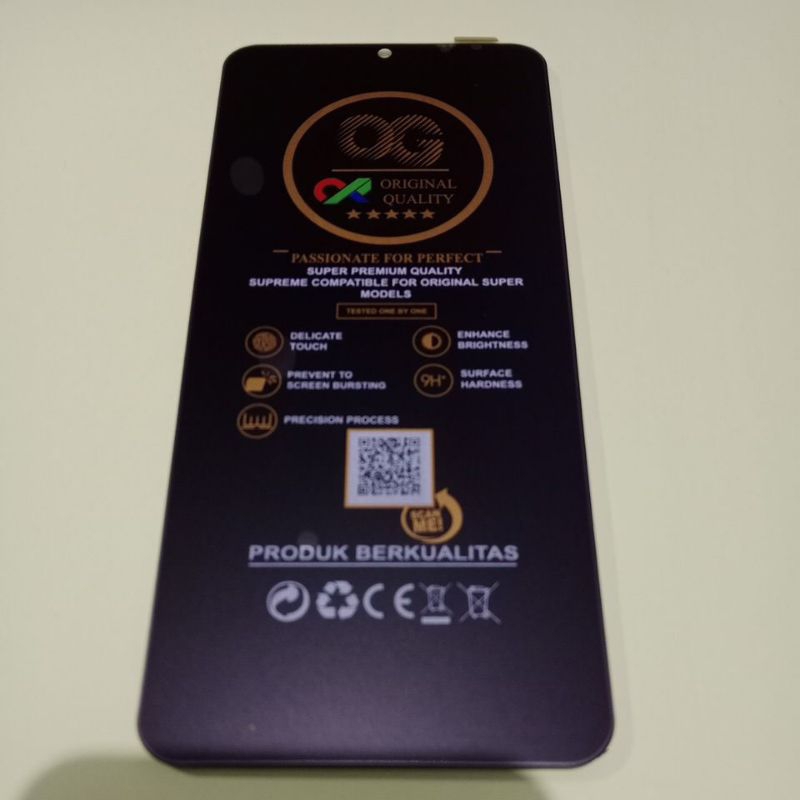 OG
ORIGINAL
QUALITY
PASSIONATE FOR PERFECT
SUPER PREMIUM QUALITY
SUPREME COMPATIBLE FOR ORIGINAL SUPER
MODELS
TESTED ONE BY ONE
DELICATE
TOUCH
ENHANCE
BRIGHTNESS
PREVENT TO
SCREEN BURSTING
9H+
SURFACE
HARDNESS
PRECISION PROCESS
SCAN
ME!
PRODUK BERKUALITAS
CE